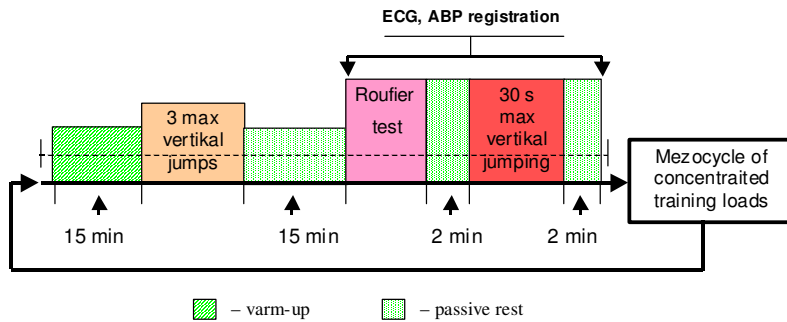 ECG, ABP registration
3 max
vertikal
jumps
Roufier
test
30 s
max
vertikal
jumping
Mezocycle of
concentraited
training loads
15 min
15 min
2 min
2 min
– varm-up
– passive rest